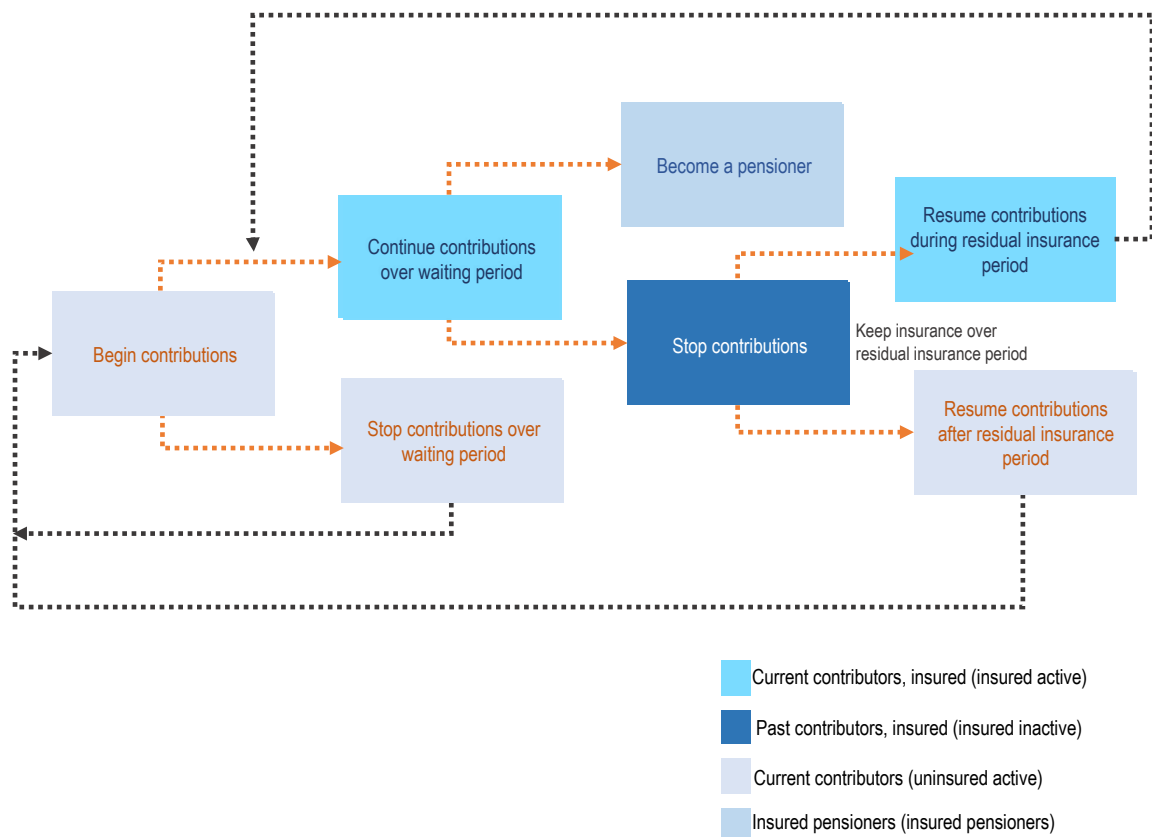 Become a pensioner
Resume contributions
during residual insurance
period
Continue contributions
over waiting period
Begin contributions
Stop contributions
Keep insurance over
residual insurance period
Stop contributions over
waiting period
Resume contributions
after residual insurance
period
Current contributors, insured (insured active)
Past contributors, insured (insured inactive)
Current contributors (uninsured active)
Insured pensioners (insured pensioners)